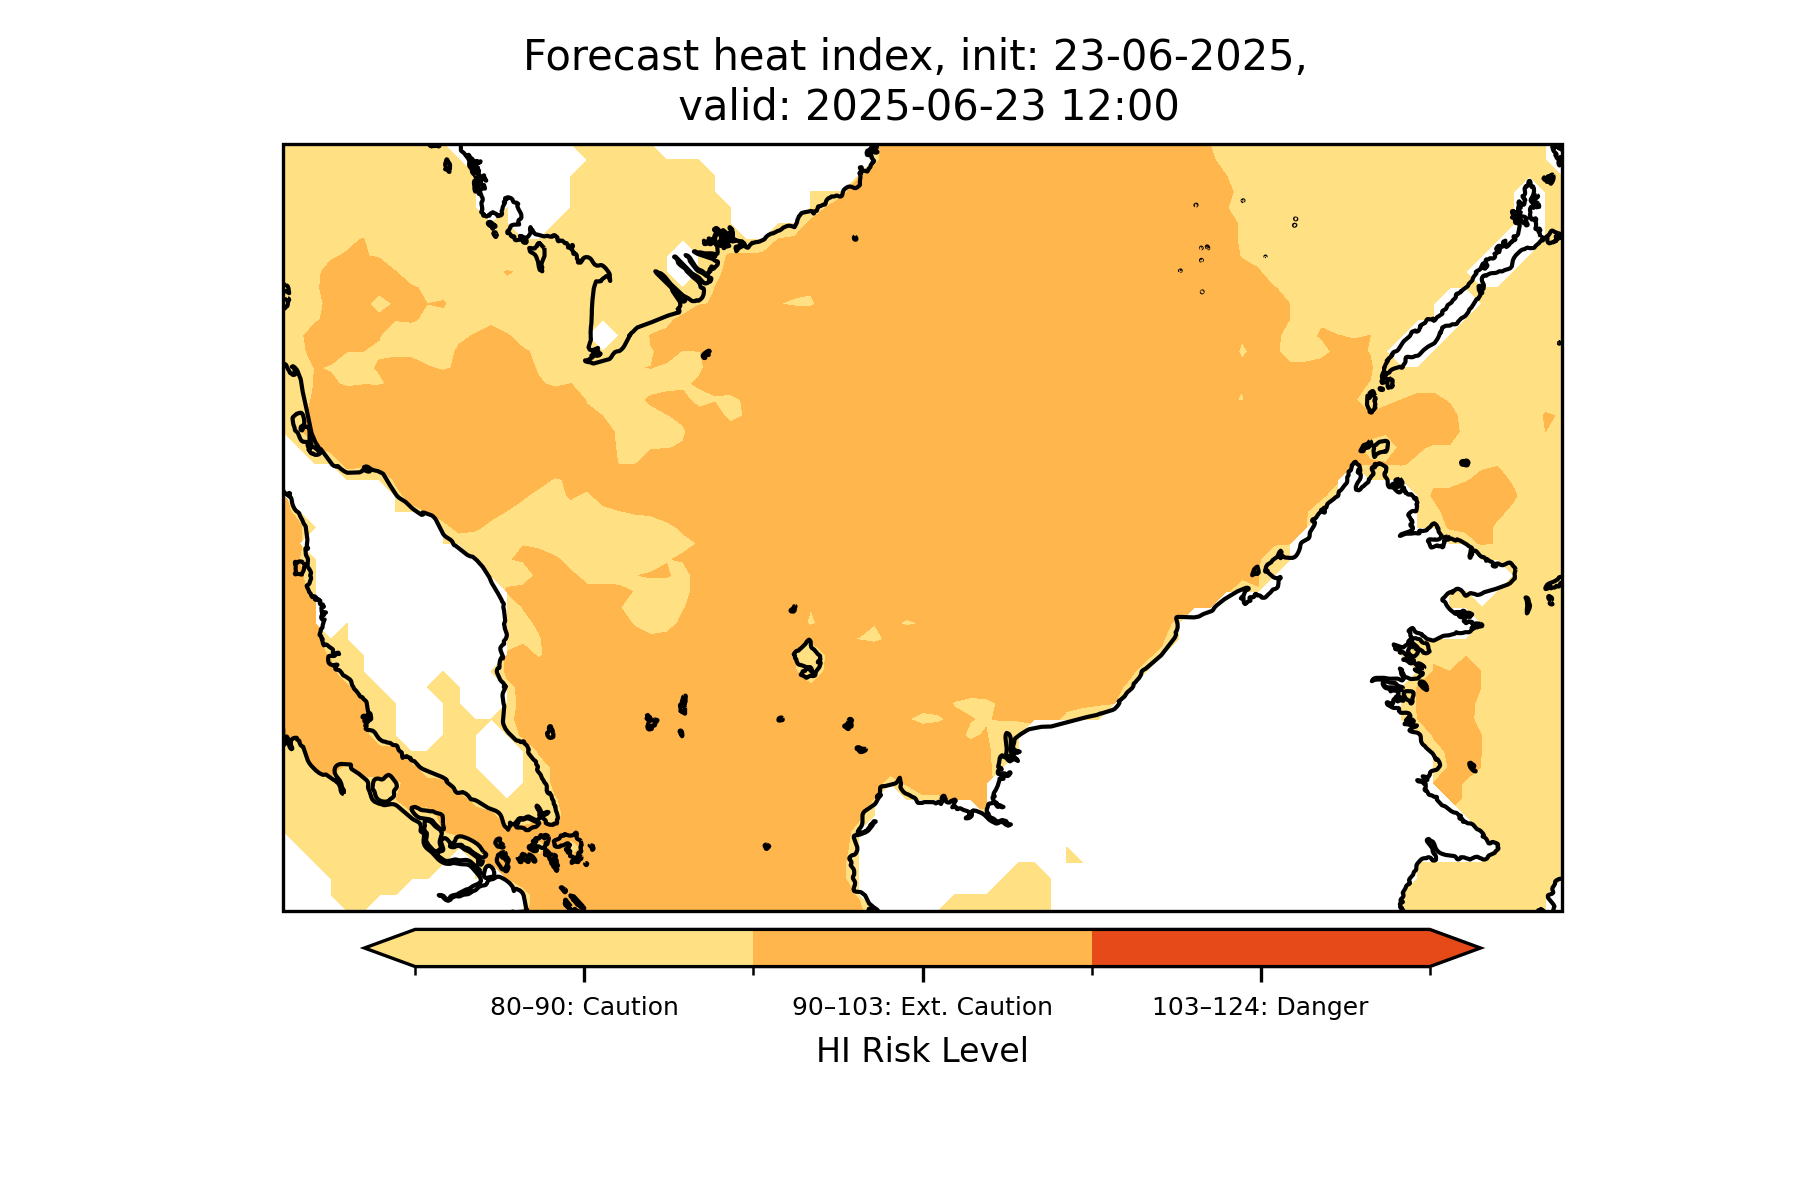 Forecast heat index, init: 23-06-2025,
valid: 2025-06-23 12:00
80–90: Caution
90–103: Ext. Caution
103–124: Danger
HI Risk Level